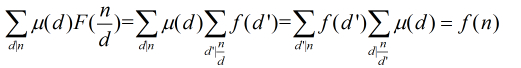 ∑_{d|n} μ(d)F(n/d)=∑_{d|n} μ(d)∑_{d'|n/d} f(d')=∑_{d'|n} f(d')∑_{d|n/d'} μ(d) = f(n)